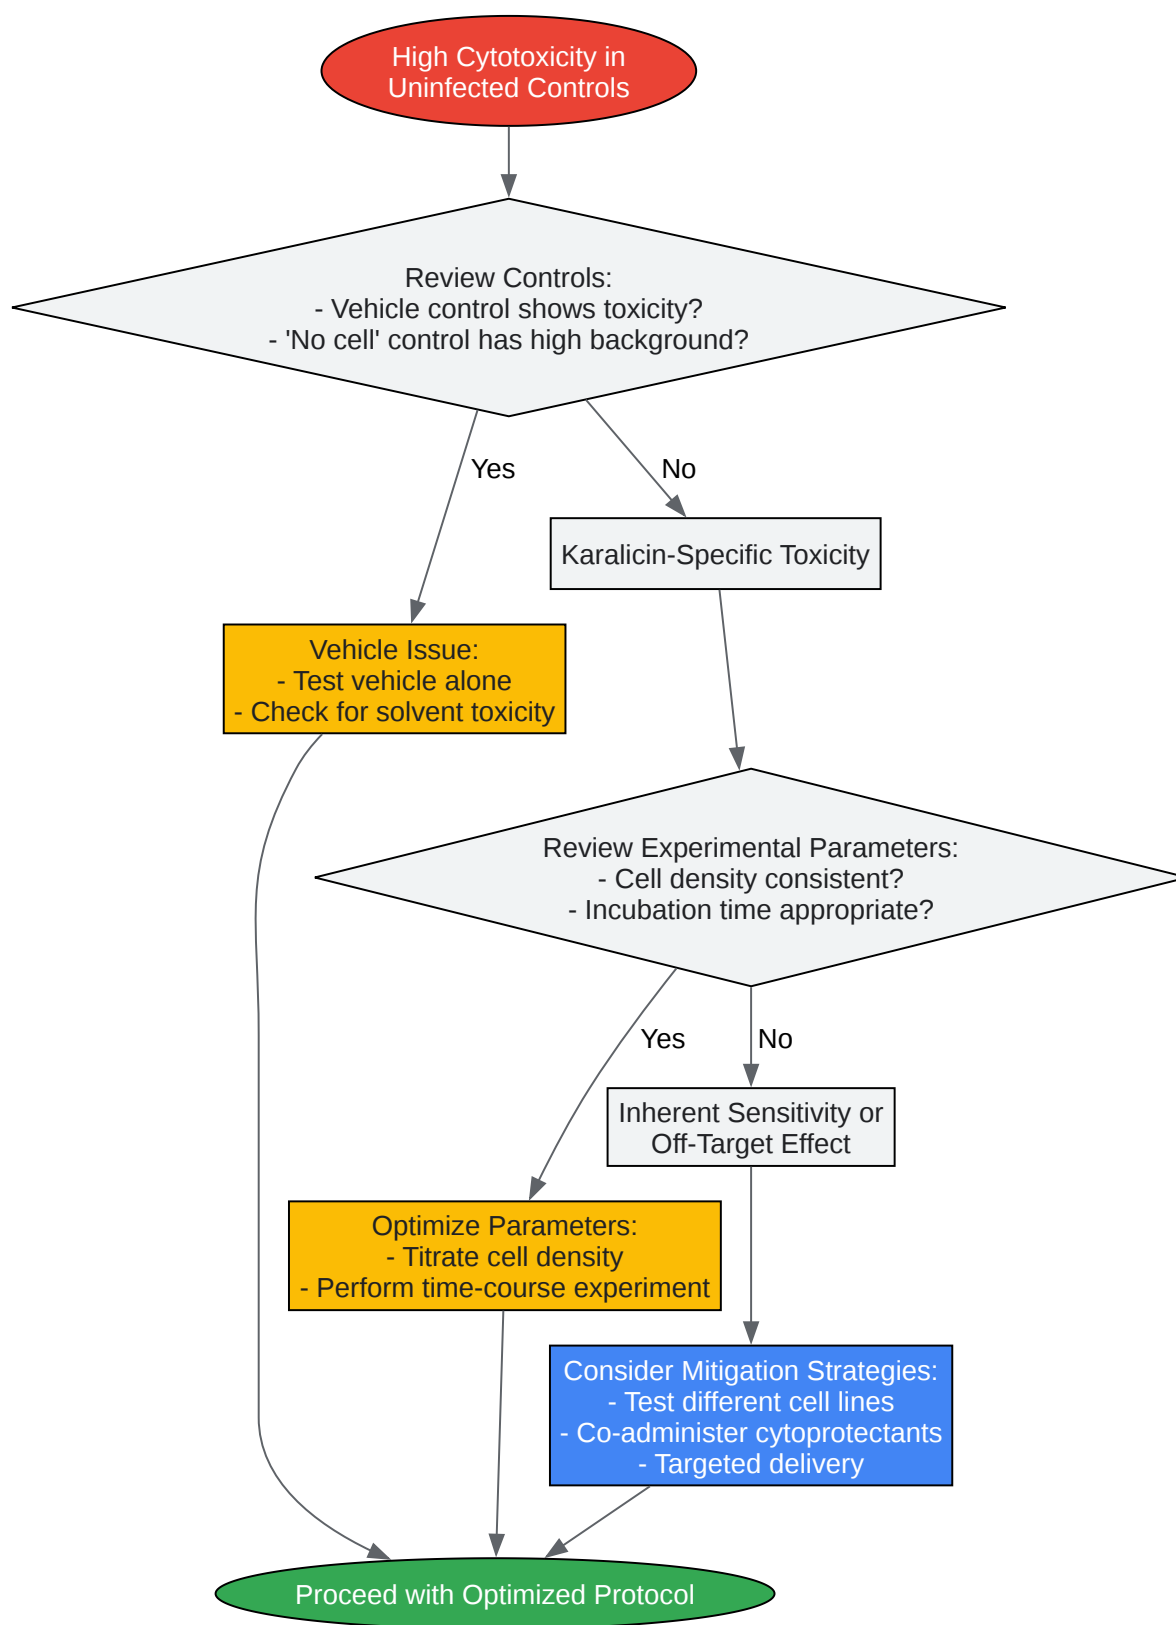 High Cytotoxicity in
Uninfected Controls
Review Controls:
- Vehicle control shows toxicity?
- 'No cell' control has high background?
Yes
No
Karalicin-Specific Toxicity
Vehicle Issue:
- Test vehicle alone
- Check for solvent toxicity
Review Experimental Parameters:
- Cell density consistent?
- Incubation time appropriate?
Yes
No
Inherent Sensitivity or
Off-Target Effect
Optimize Parameters:
- Titrate cell density
- Perform time-course experiment
Consider Mitigation Strategies:
- Test different cell lines
- Co-administer cytoprotectants
- Targeted delivery
Proceed with Optimized Protocol